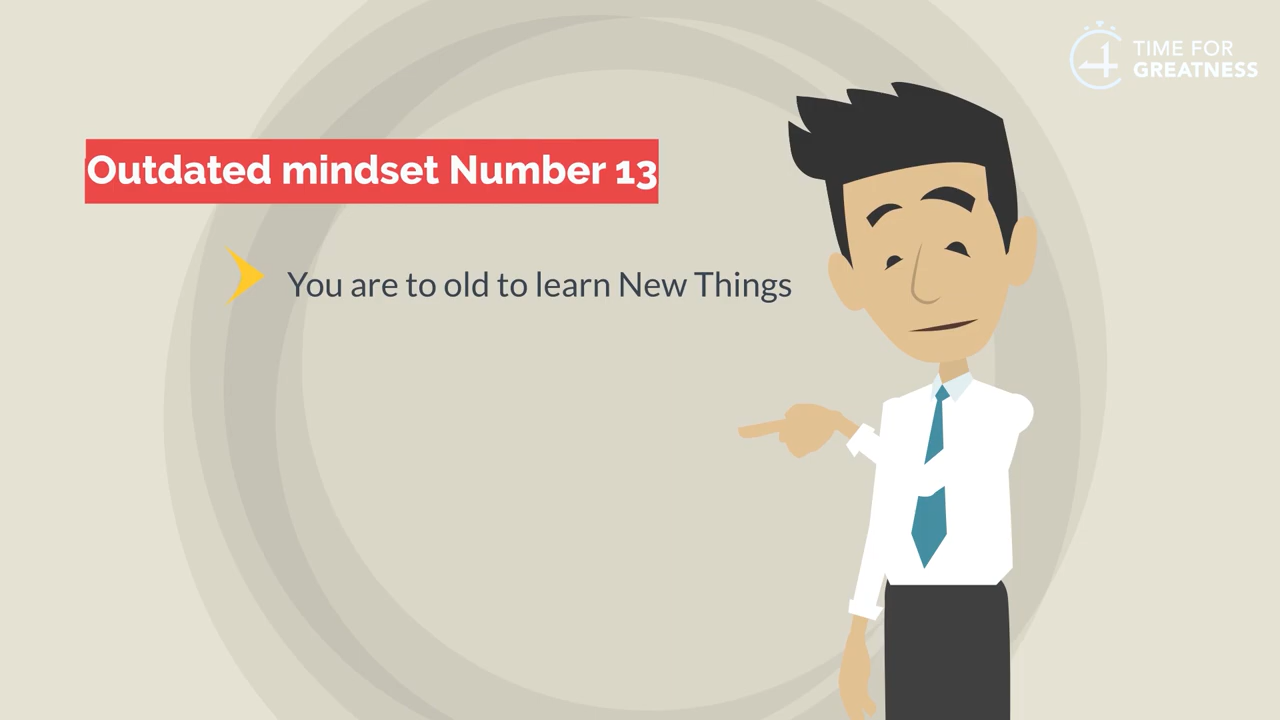 TIME FOR
GREATNESS
Outdated mindset Number 13
You are to old to learn New Things